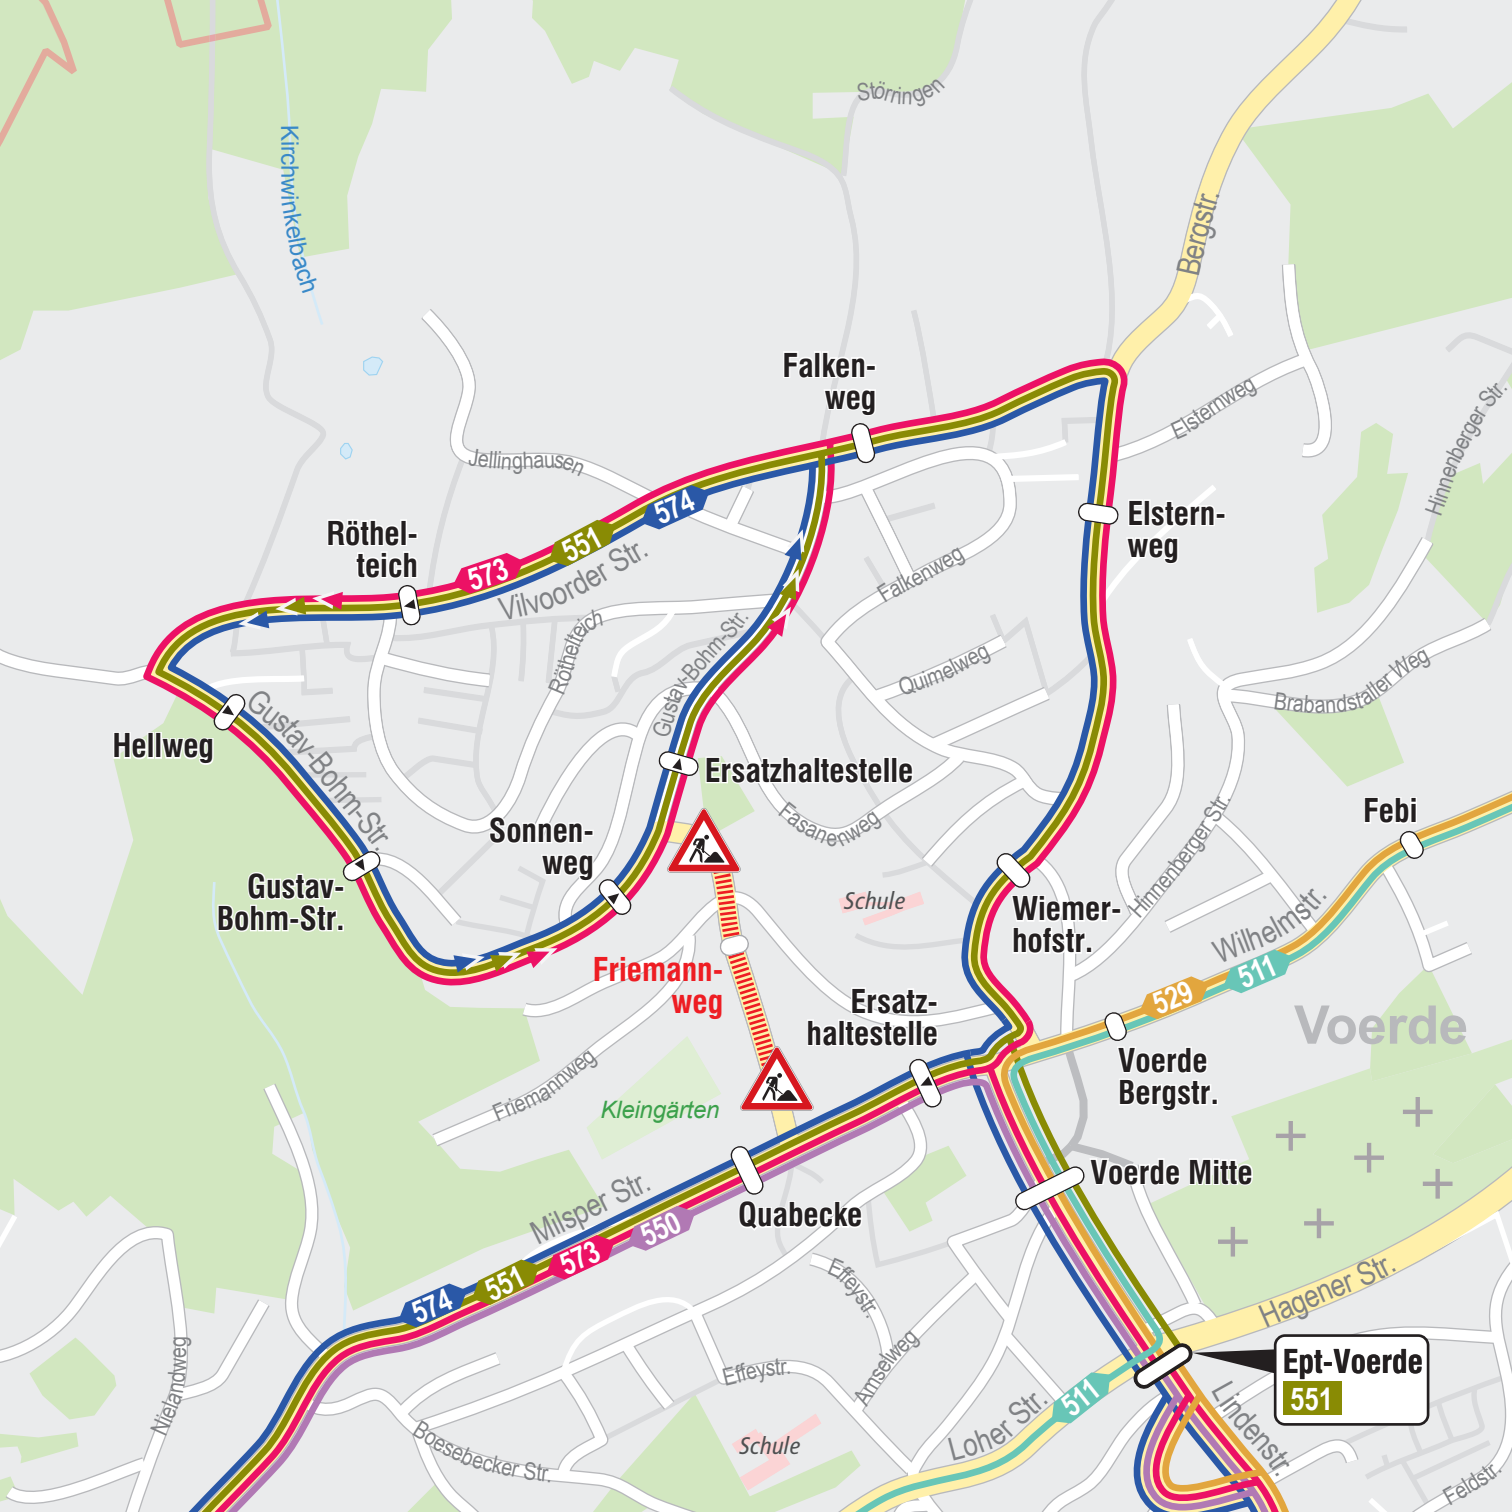 Störringen
Kirchwinkelbach
Bergstr.
Falken-
weg
Elsternweg
Hinnenberger Str.
Jellinghausen
574
551
573
Vilvoorder Str.
Röthel-
teich
Elstern-
weg
Falkenweg
Röthelteich
Gustav-Bohm-Str.
Quimelweg
Brabandstaller Weg
Hellweg
Gustav-Bohm-Str.
Ersatzhaltestelle
Fasanenweg
Hinnenberger Str.
Febi
Sonnen-
weg
Gustav-
Bohm-Str.
Schule
Wiemer-
hofstr.
Wilhelmstr.
529
511
Friemann-
weg
Ersatz-
haltestelle
Voerde
Voerde
Bergstr.
Friemannweg
Kleingärten
Voerde Mitte
Milsper Str.
Quabecke
550
573
551
574
Effeystr.
Hagener Str.
Amselweg
Effeystr.
Ept-Voerde
551
Nielandweg
511
Loher Str.
Lindenstr.
Boesebecker Str.
Schule
Feldstr.